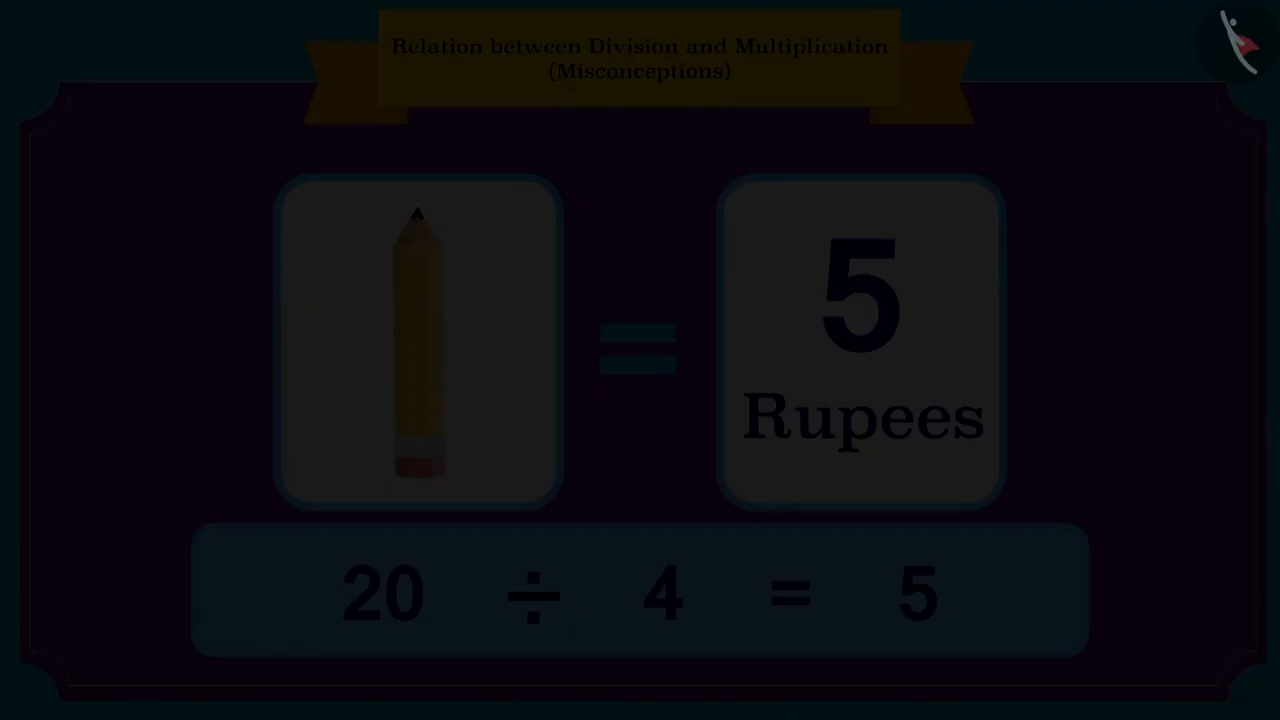 Relation between Division and Multiplication
(Misconceptions)
5
Rupees
20 ÷ 4 = 5